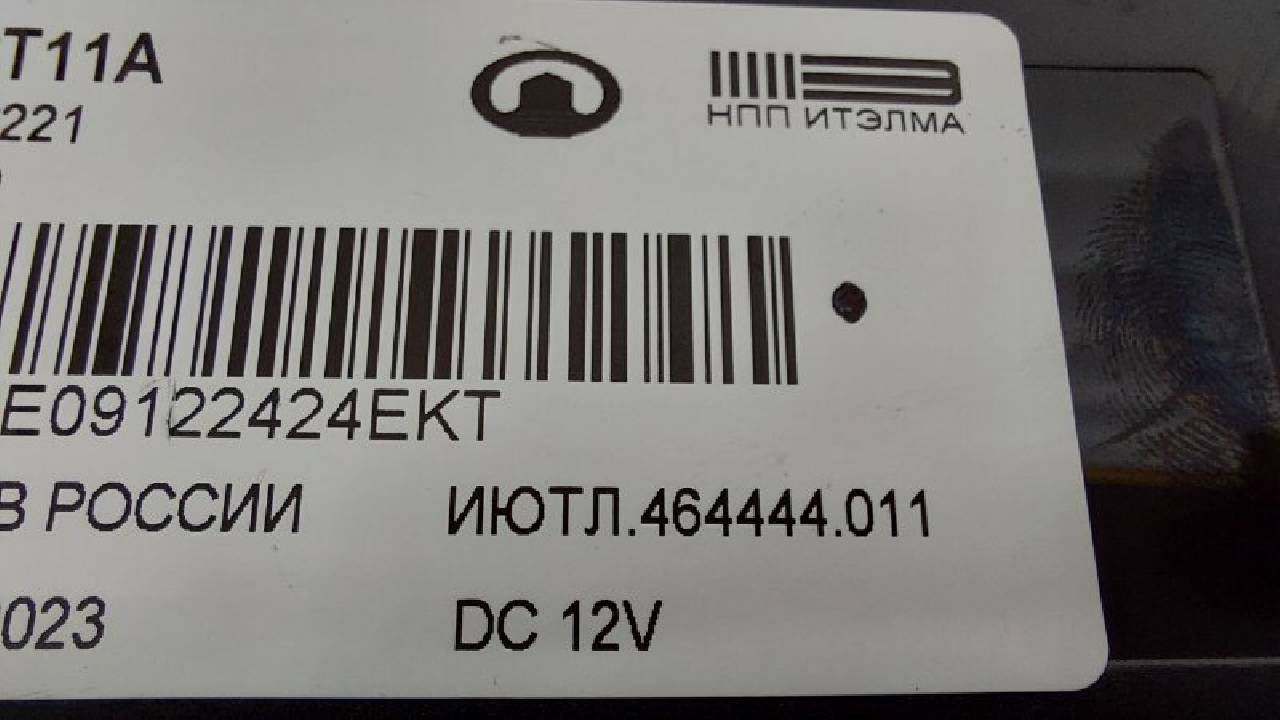 T11A
221
НПП ИТЭЛМА
E09122424EKT
В РОССИИ
ИЮТЛ.464444.011
023
DC 12V